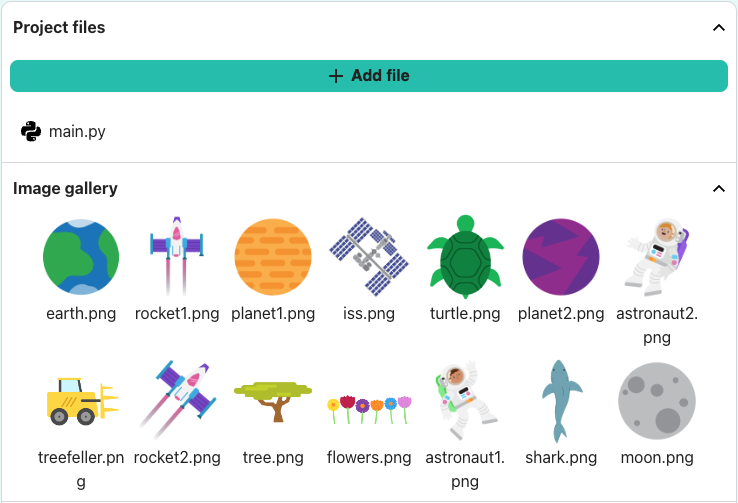 Project files
+ Add file
main.py
Image gallery
earth.png rocket1.png planet1.png iss.png turtle.png planet2.png astronaut2.
png
treefeller.pn rocket2.png tree.png flowers.png astronaut1. shark.png moon.png
g png